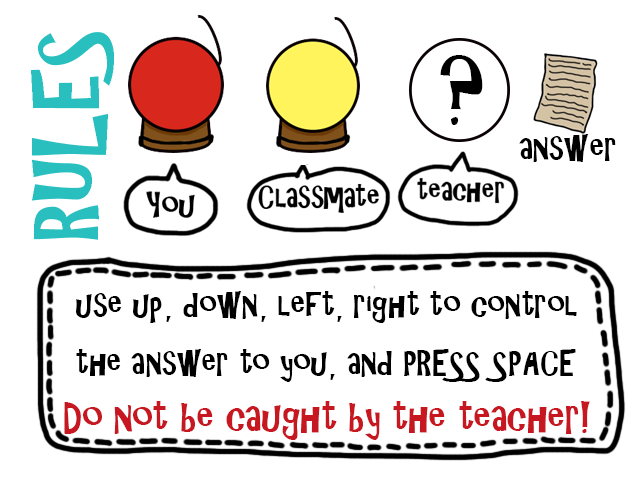 RULES
?
ANSWER
YOU
CLASSMATE
teacher
USE UP, doWN, LEFT, right to CONtROL
tHE ANSWER to yOU, and PRESS SPACE
Do Not be caught by the teacher!